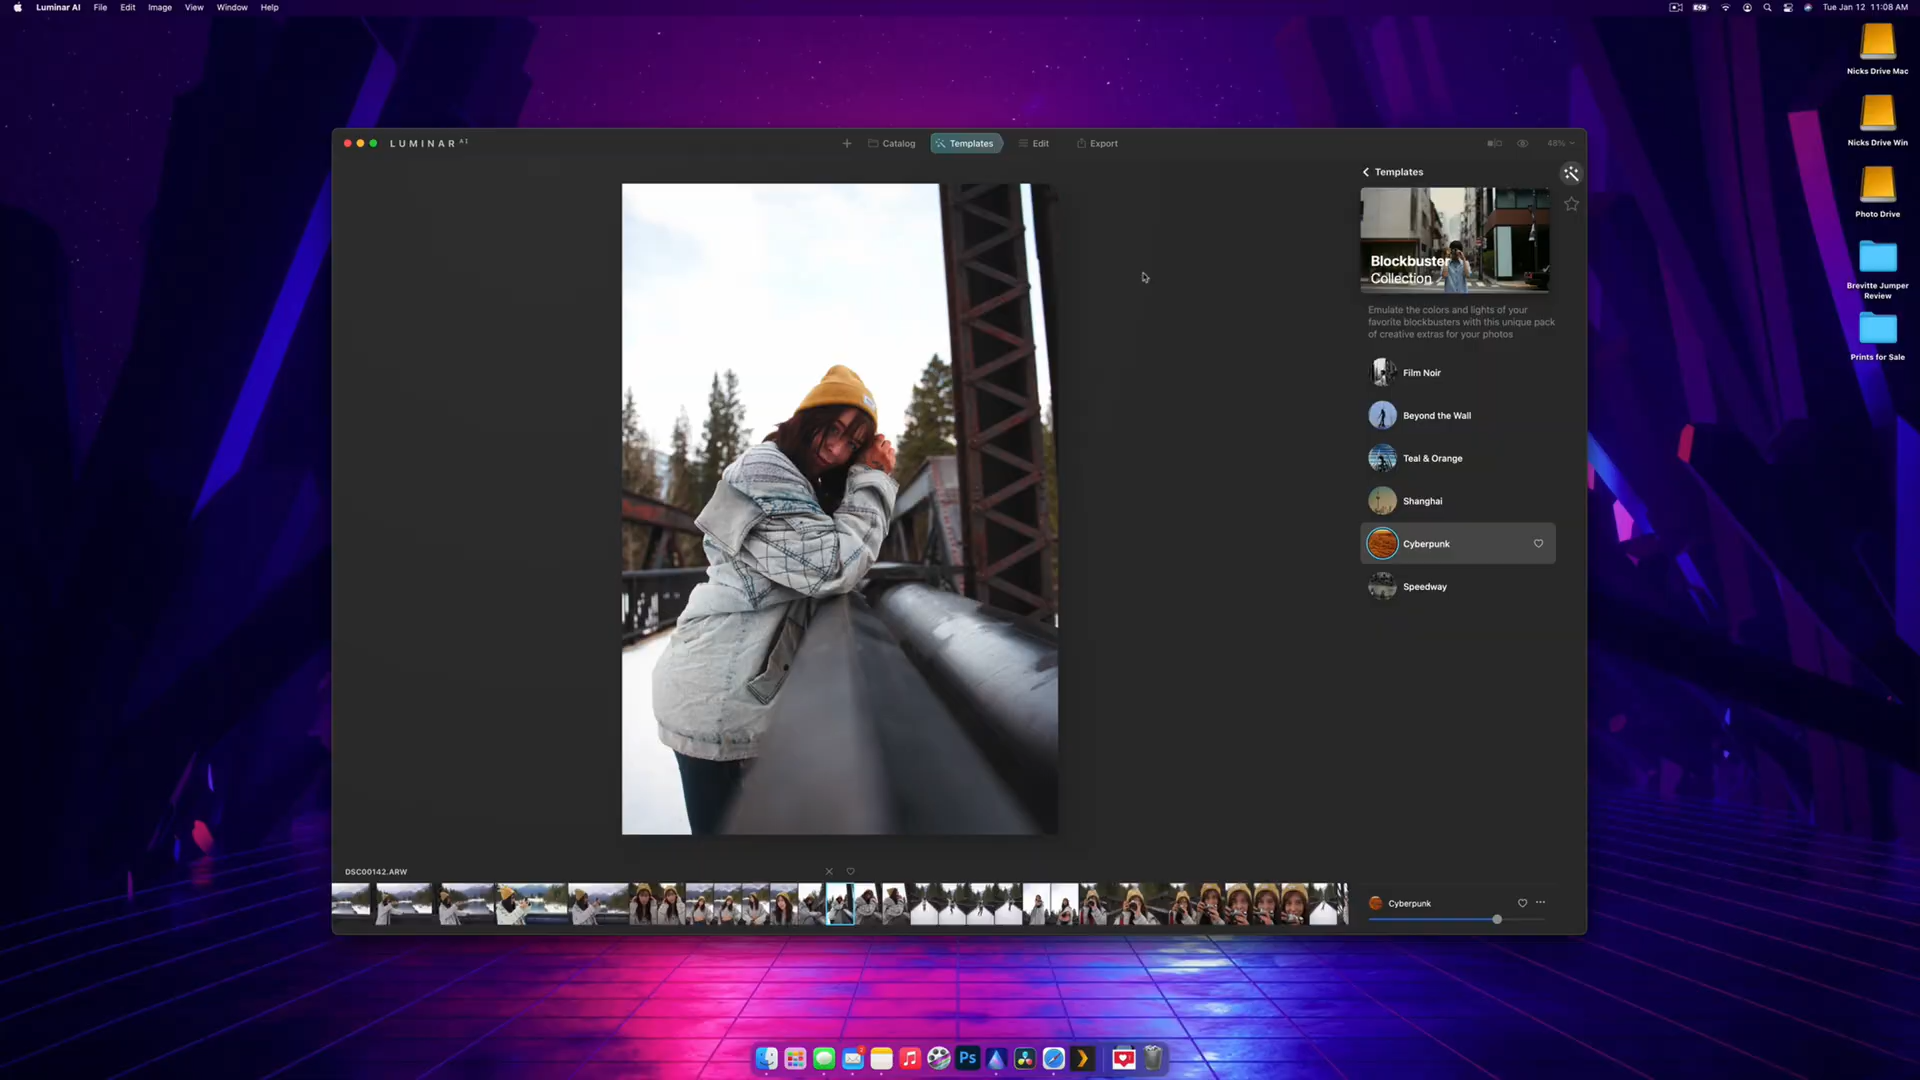 Luminar AI File Edit Image View Window Help
Tue Jan 12 11:08 AM
Nicks Drive Mac
Nicks Drive Win
Photo Drive
Brevitte Jumper
Review
Prints for Sale
LUMINAR AI
Catalog
Templates
Edit
Export
48%
Templates
Blockbuster
Collection
Emulate the colors and lights of your
favorite blockbusters with this unique pack
of creative extras for your photos
Film Noir
Beyond the Wall
Teal & Orange
Shanghai
Cyberpunk
Speedway
DSC00142.ARW
Cyberpunk
Ps